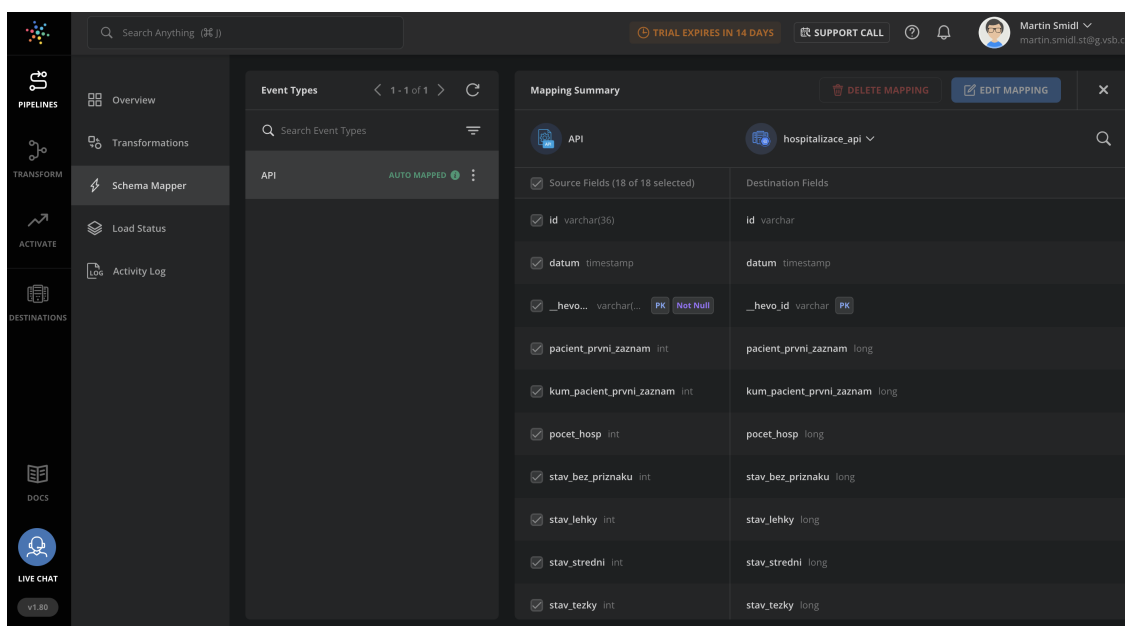 Search Anything (⌘ J)
TRIAL EXPIRES IN 14 DAYS
SUPPORT CALL
Martin Smidl
martin.smidl.st@g.vsb.c
PIPELINES
TRANSFORM
ACTIVATE
DESTINATIONS
DOCS
LIVE CHAT
v1.80
Overview
Transformations
Schema Mapper
Load Status
LOG Activity Log
Event Types 1 - 1 of 1
Search Event Types
API AUTO MAPPED
Mapping Summary DELETE MAPPING EDIT MAPPING
API hospitalizace_api
Source Fields (18 of 18 selected) Destination Fields
id varchar(36) id varchar
datum timestamp datum timestamp
__hevo... varchar(... PK Not Null __hevo_id varchar PK
pacient_prvni_zaznam int pacient_prvni_zaznam long
kum_pacient_prvni_zaznam int kum_pacient_prvni_zaznam long
pocet_hosp int pocet_hosp long
stav_bez_priznaku int stav_bez_priznaku long
stav_lehky int stav_lehky long
stav_stredni int stav_stredni long
stav_tezky int stav_tezky long